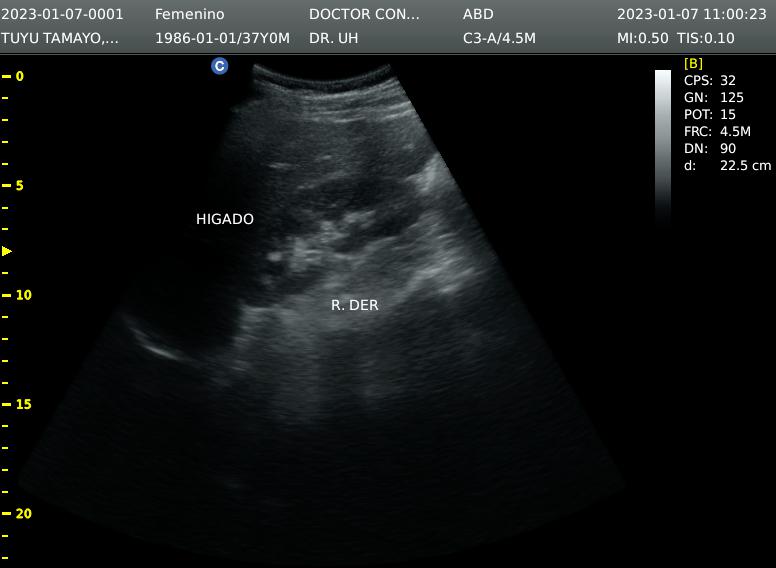 2023-01-07-0001 Femenino DOCTOR CON... ABD 2023-01-07 11:00:23
TUYU TAMAYO,... 1986-01-01/37Y0M DR. UH C3-A/4.5M MI:0.50 TIS:0.10
C
[B]
CPS: 32
GN: 125
POT: 15
FRC: 4.5M
DN: 90
d: 22.5 cm
0
5
HIGADO
10
R. DER
15
20